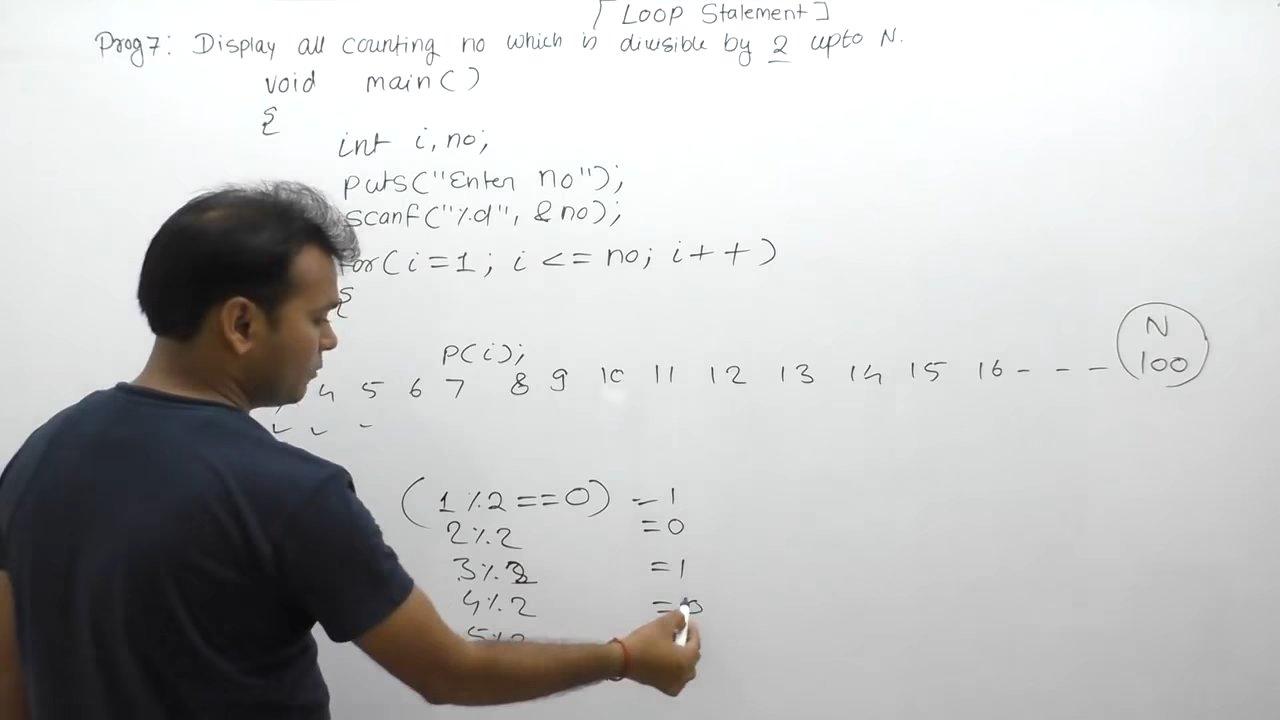 [Loop Statement]
Prog 7: Display all counting no which is divisible by 2 upto N.
void main()
{
int i, no;
puts("Enter no");
scanf("%d", &no);
for(i=1; i<=no; i++)
{
P(i);
4 5 6 7 8 9 10 11 12 13 14 15 16 - - - N 100
(1%2==0) - 1
2%2 =0
3%2 =1
4%2 =0
5%2